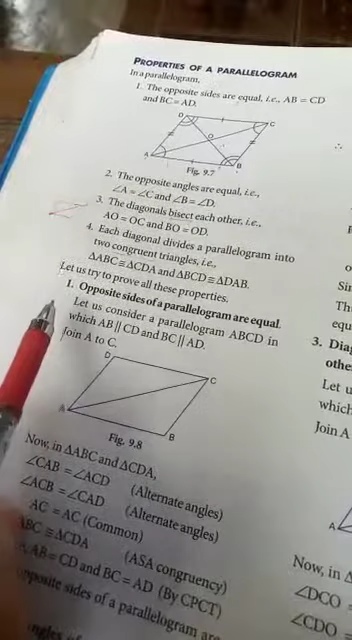 PROPERTIES OF A PARALLELOGRAM
In a parallelogram,
1. The opposite sides are equal, i.e., AB = CD
and BC = AD.
D
C
O
A
B
Fig. 9.7
2. The opposite angles are equal, i.e.,
∠A = ∠C and ∠B = ∠D.
3. The diagonals bisect each other, i.e.,
AO = OC and BO = OD.
4. Each diagonal divides a parallelogram into
two congruent triangles, i.e.,
ΔABC ≅ ΔCDA and ΔBCD ≅ ΔDAB.
Let us try to prove all these properties.
1. Opposite sides of a parallelogram are equal.
Let us consider a parallelogram ABCD in
which AB || CD and BC || AD.
Join A to C.
D
C
A
B
Fig. 9.8
Now, in ΔABC and ΔCDA,
∠CAB = ∠ACD (Alternate angles)
∠ACB = ∠CAD (Alternate angles)
AC = AC (Common)
ABC ≅ ΔCDA (ASA congruency)
AB = CD and BC = AD (By CPCT)
opposite sides of a parallelogram are
angles of
∴
Sin
equ
3. Diag
othe
Let u
which
Join A
A
Now, in Δ
∠DCO =
∠CDO =